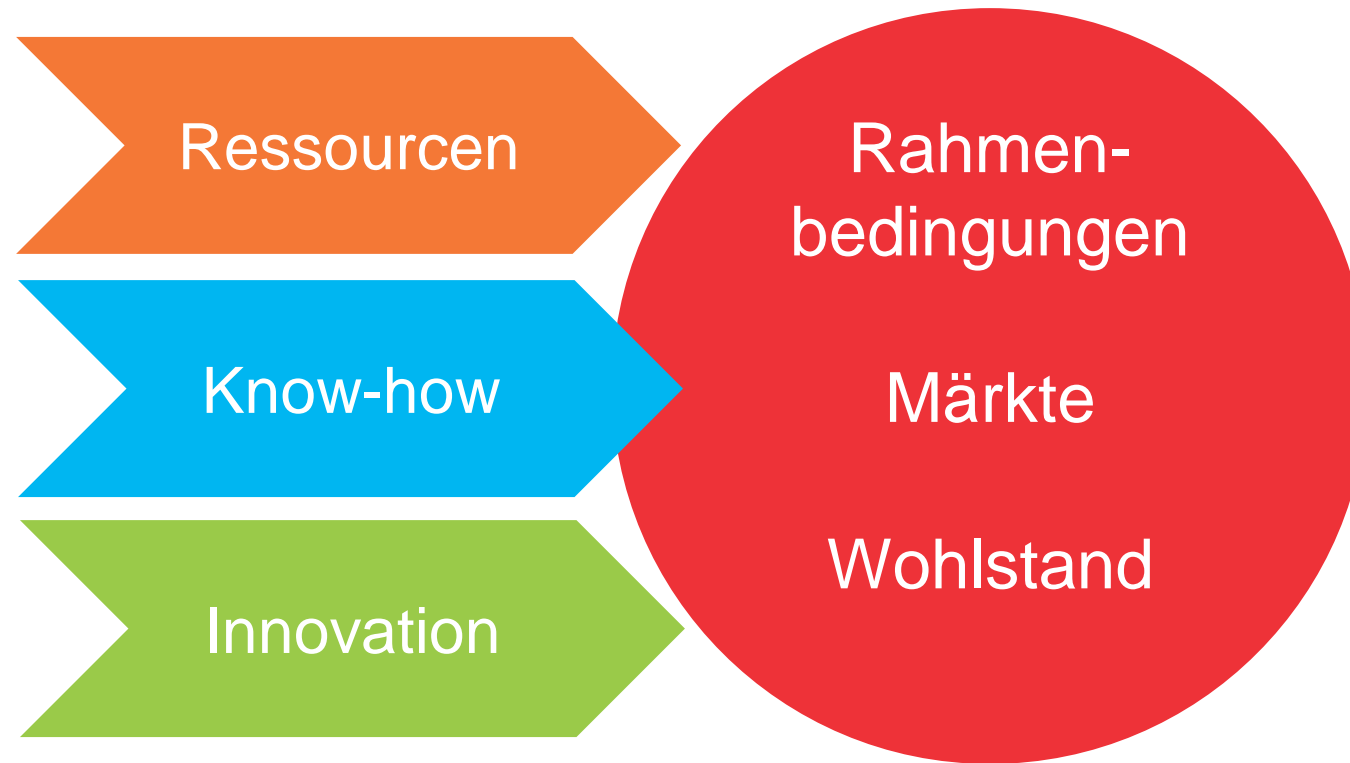 Ressourcen
Know-how
Innovation
Rahmen-
bedingungen
Märkte
Wohlstand